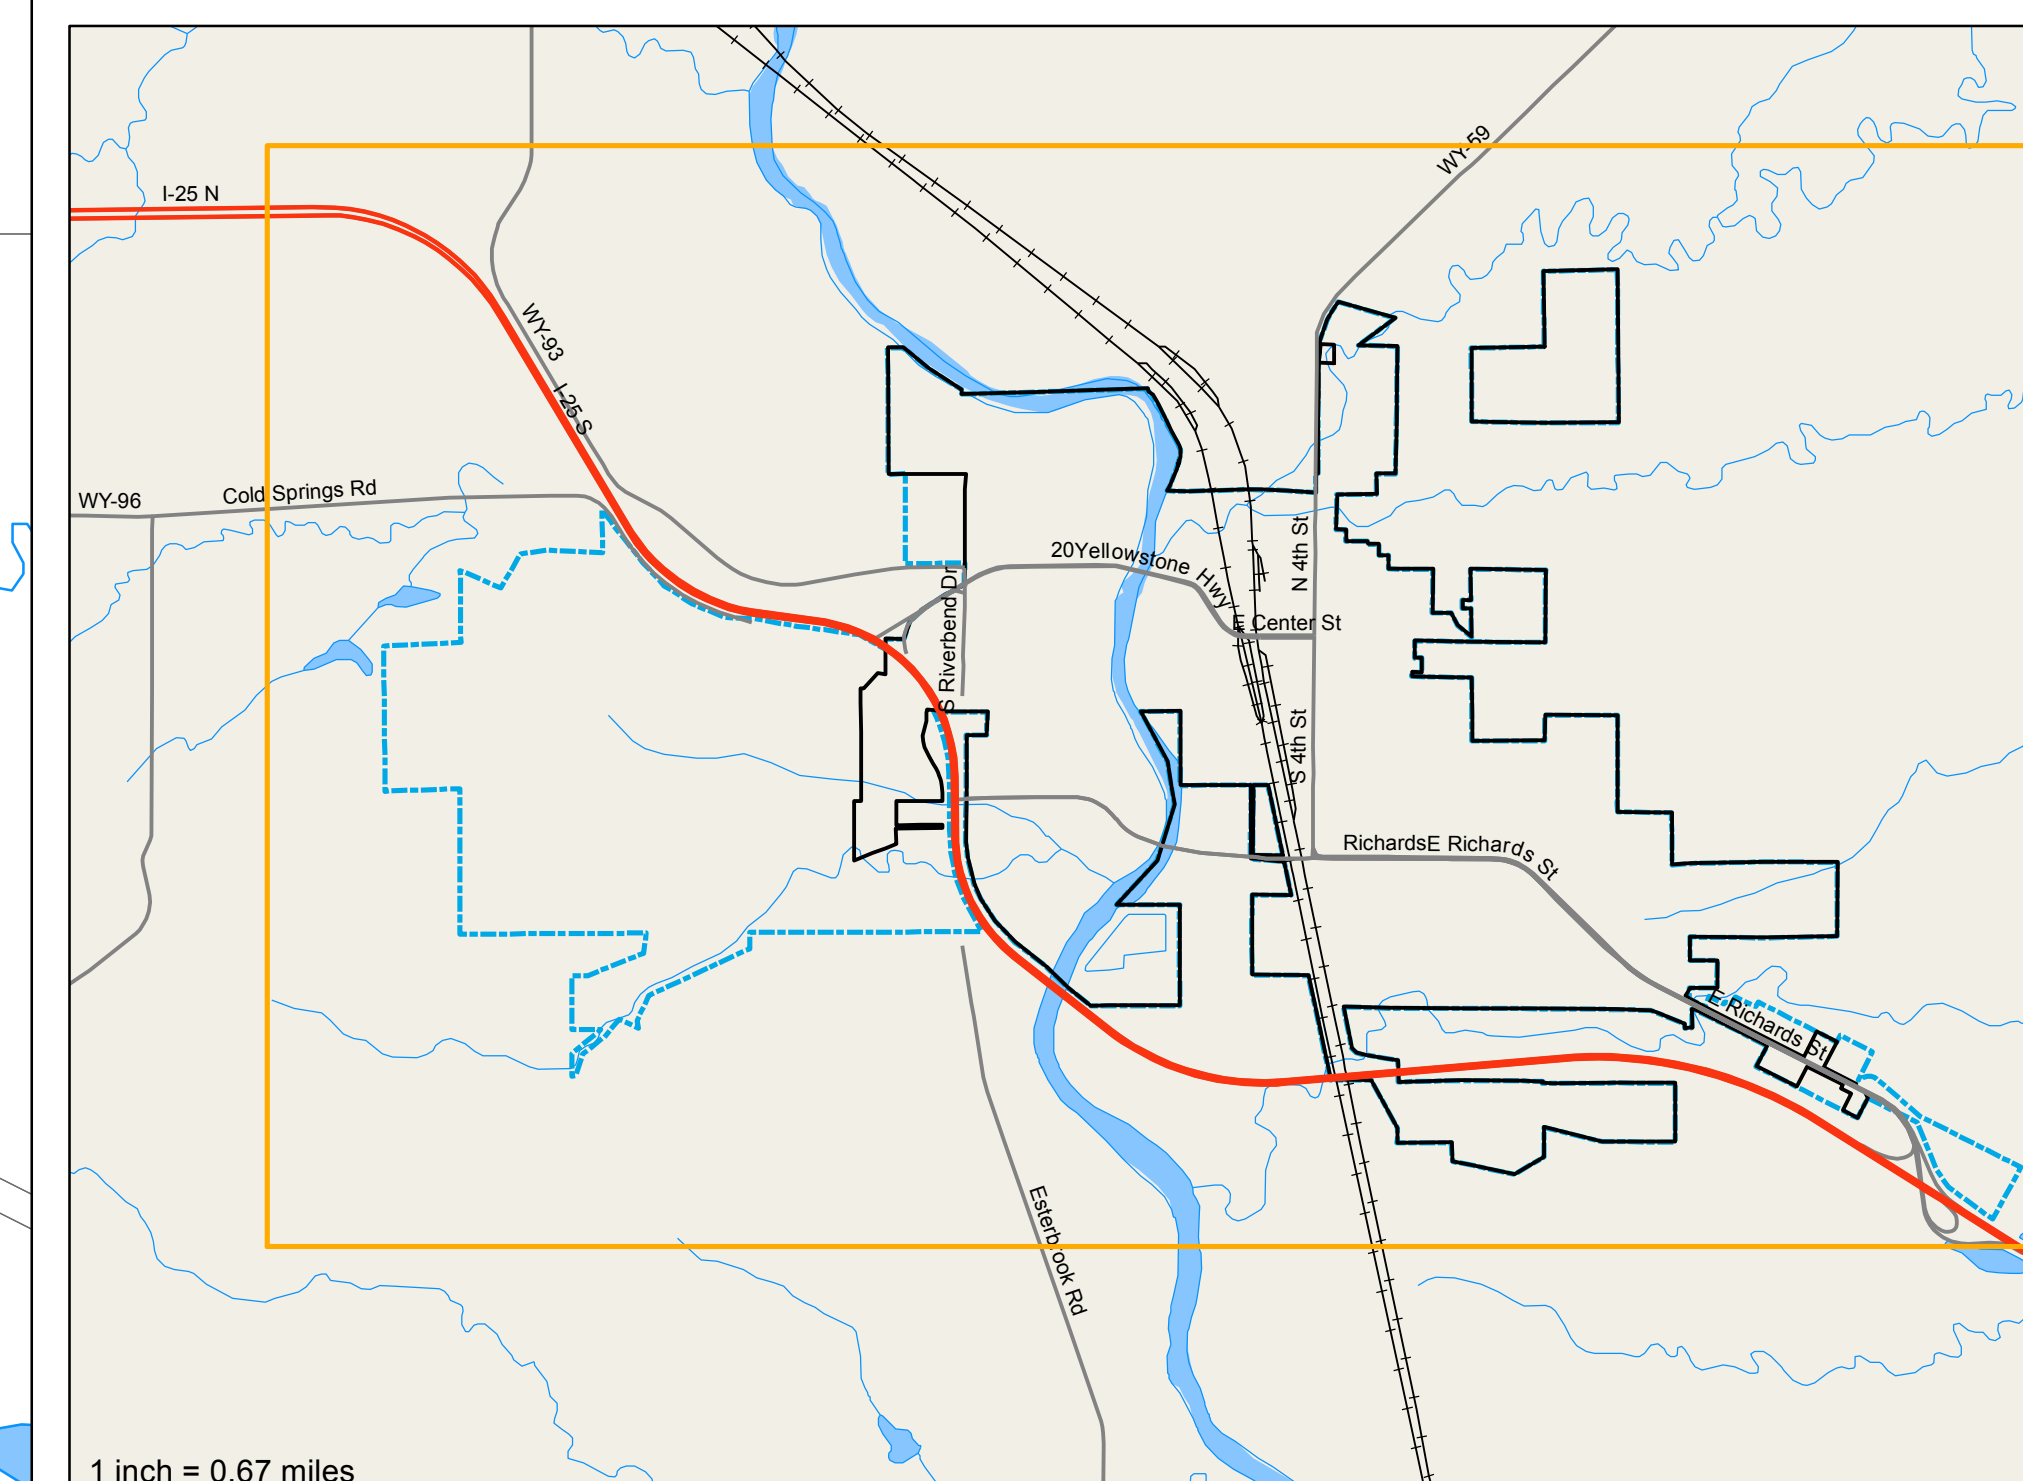 WY-59
I-25 N
WY-93
I-25 S
Cold Springs Rd
WY-96
20Yellowstone Hwy
N 4th St
S Riverbend Dr
E Center St
S 4th St
RichardsE Richards St
E Richards St
Esterbrook Rd
1 inch = 0.67 miles